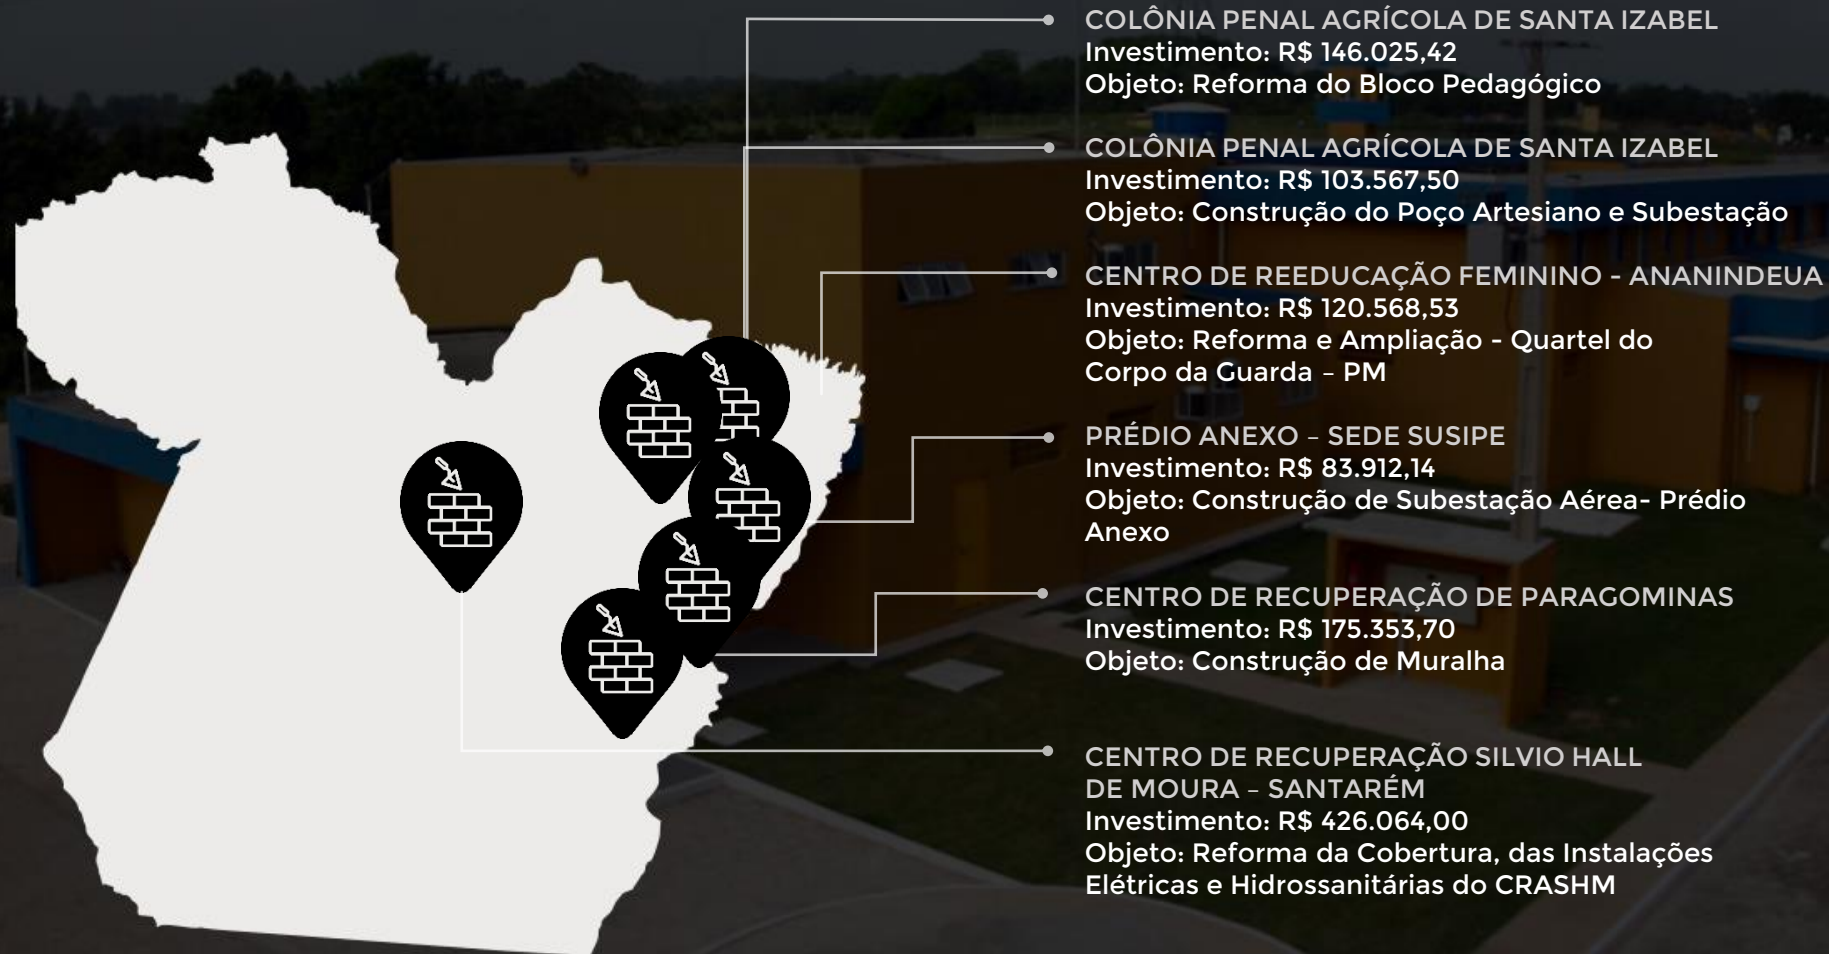 COLÔNIA PENAL AGRÍCOLA DE SANTA IZABEL
Investimento: R$ 146.025,42
Objeto: Reforma do Bloco Pedagógico
COLÔNIA PENAL AGRÍCOLA DE SANTA IZABEL
Investimento: R$ 103.567,50
Objeto: Construção do Poço Artesiano e Subestação
CENTRO DE REEDUCAÇÃO FEMININO - ANANINDEUA
Investimento: R$ 120.568,53
Objeto: Reforma e Ampliação - Quartel do
Corpo da Guarda – PM
PRÉDIO ANEXO – SEDE SUSIPE
Investimento: R$ 83.912,14
Objeto: Construção de Subestação Aérea- Prédio
Anexo
CENTRO DE RECUPERAÇÃO DE PARAGOMINAS
Investimento: R$ 175.353,70
Objeto: Construção de Muralha
CENTRO DE RECUPERAÇÃO SILVIO HALL
DE MOURA – SANTARÉM
Investimento: R$ 426.064,00
Objeto: Reforma da Cobertura, das Instalações
Elétricas e Hidrossanitárias do CRASHM